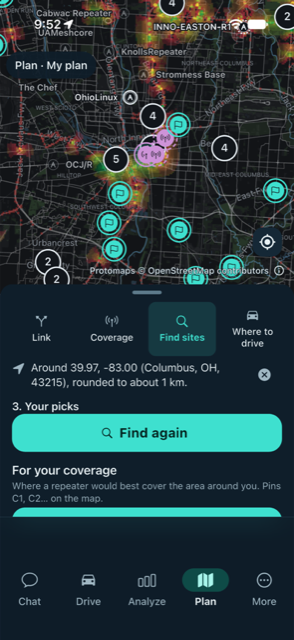 Cabwac Repeater
9:52
INNO-EASTON-R1
4
2
UAMeshcore
KnollsRepeater
Plan · My plan
Stromness Base
The Chef
OhioLinux
4
5
4
OCJ/R
HILLTOP
Urbancrest
2
2
Protomaps © OpenStreetMap contributors
Link
Coverage
Find sites
Where to
drive
Around 39.97, -83.00 (Columbus, OH,
43215), rounded to about 1 km.
3. Your picks
Find again
For your coverage
Where a repeater would best cover the area around you. Pins
C1, C2... on the map.
Chat
Drive
Analyze
Plan
More